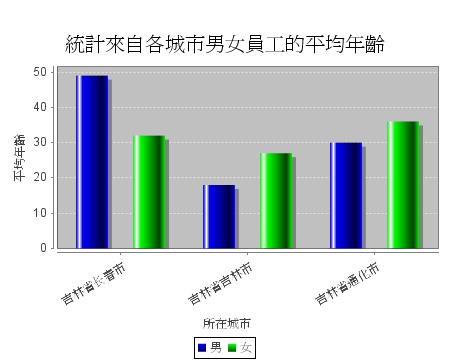 統計來自各城市男女員工的平均年齡
平均年齡
50
40
30
20
10
0
吉林省长春市
吉林省吉林市
吉林省通化市
所在城市
男 女